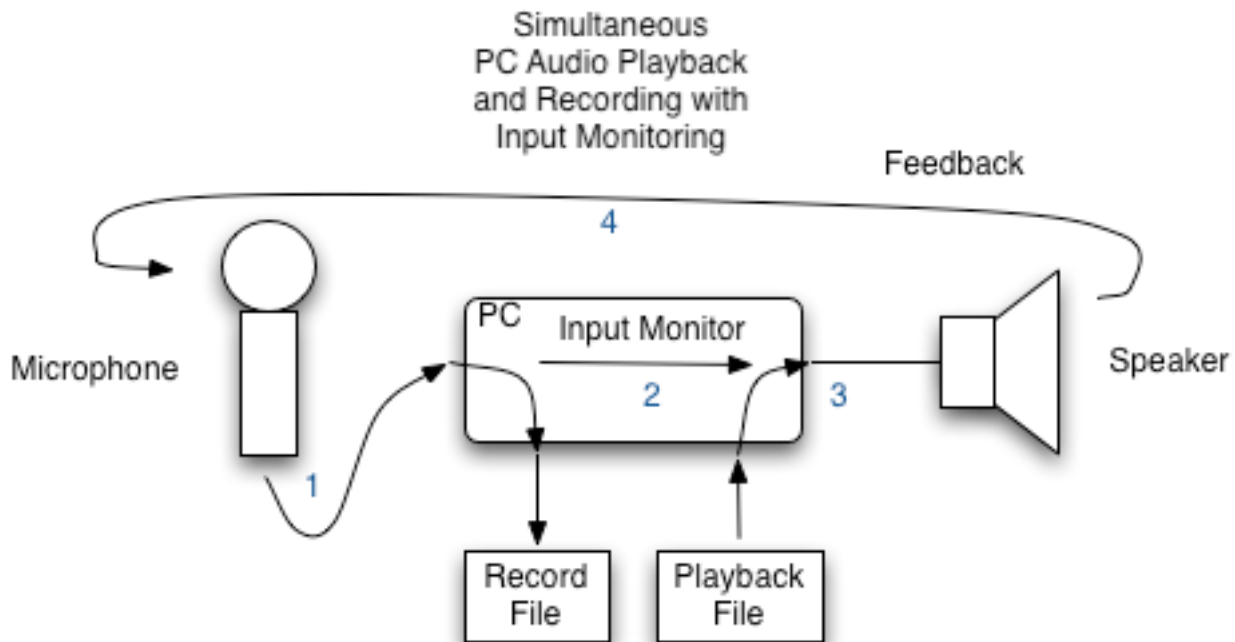 Simultaneous
PC Audio Playback
and Recording with
Input Monitoring
Feedback
4
PC
Input Monitor
Microphone
Speaker
2
3
1
Record
File
Playback
File